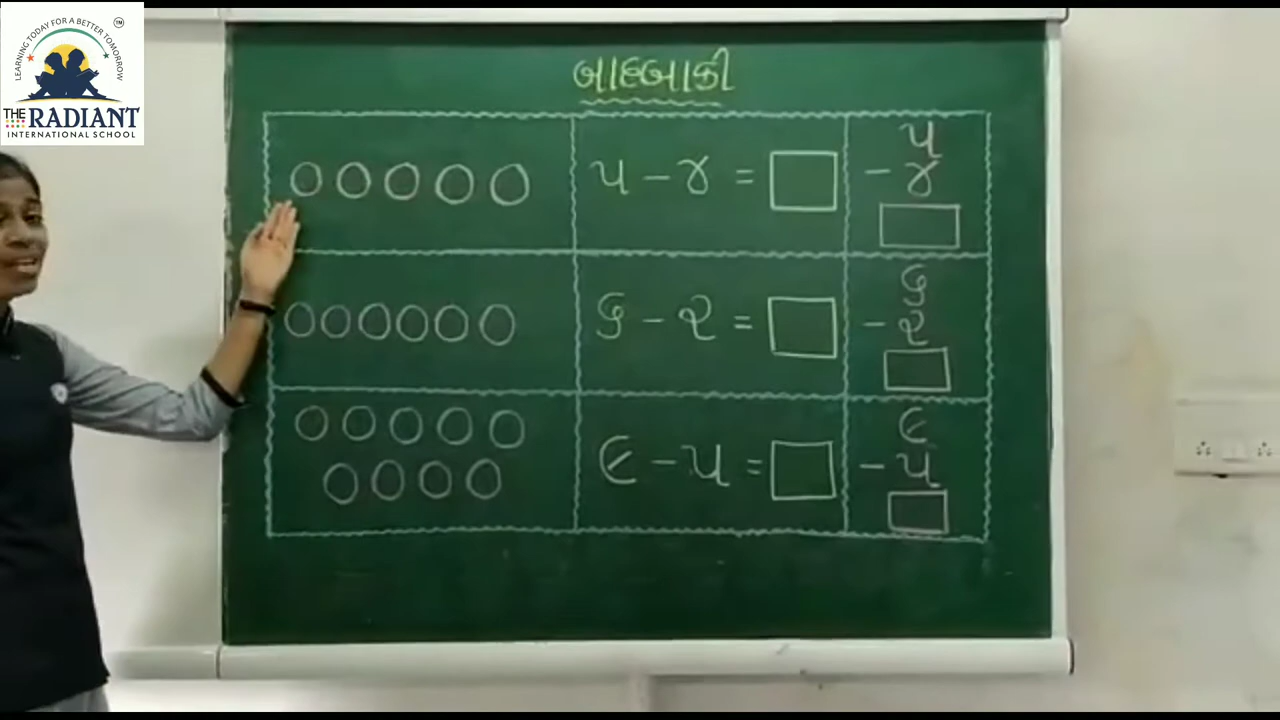 LEARNING TODAY FOR A BETTER TOMORROW
TM
THE RADIANT
INTERNATIONAL SCHOOL
બાદબાકી
૫ - ૪ =
૫
- ૪
૬ - ૨ =
૬
- ૨
૯ - ૫ =
૯
- ૫